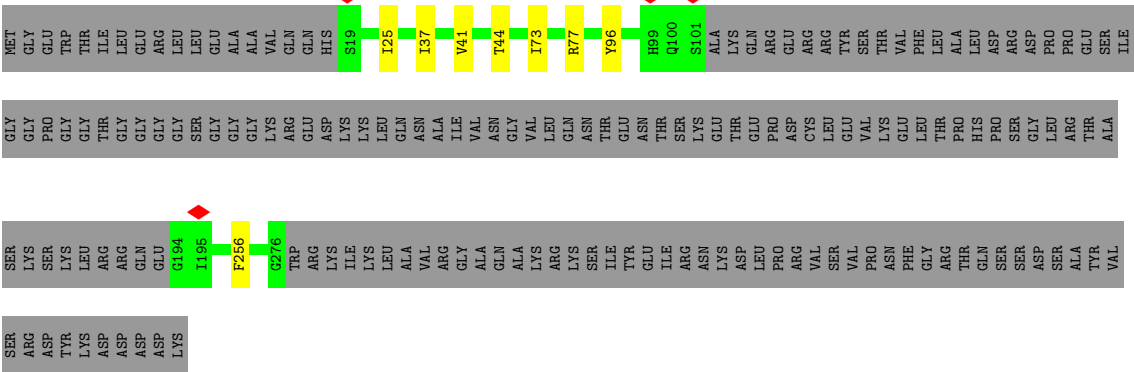 MET GLY GLU TRP THR ILE LEU GLU ARG LEU LEU GLU ALA ALA VAL GLN GLN HIS S19 I25 I37 V41 T44 I73 R77 Y96 H99 Q100 S101 ALA LYS GLN ARG GLU ARG ARG TYR SER THR VAL PHE LEU ALA LEU ASP ARG ASP PRO PRO GLU SER ILE
GLY GLY PRO GLY GLY THR GLY GLY GLY GLY SER GLY GLY GLY LYS ARG GLU ASP LYS LYS LEU GLN ASN ALA ILE VAL ASN GLY VAL LEU GLN ASN THR GLU ASN THR SER LYS GLU THR GLU PRO ASP CYS LEU GLU VAL LYS GLU LEU THR PRO HIS PRO SER GLY LEU ARG THR ALA
SER LYS SER LYS LEU ARG ARG GLN GLU G194 I195 F256 G276 TRP ARG LYS ILE LYS LEU ALA VAL ARG GLY ALA GLN ALA LYS ARG LYS SER ILE TYR GLU ILE ARG ASN LYS ASP LEU PRO ARG VAL SER VAL PRO ASN PHE GLY ARG THR GLN SER SER ASP SER ALA TYR VAL
SER ARG ASP TYR LYS ASP ASP ASP ASP LYS